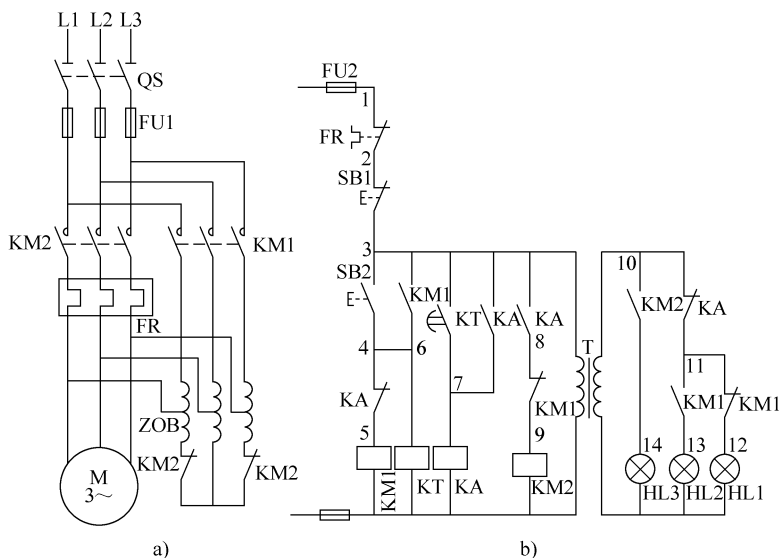 L1 L2 L3
QS
FU1
KM2
KM1
FR
ZOB
KM2
KM2
M
3～
a)
FU2
1
FR
2
SB1
3
SB2
KM1
KT
KA
KA
4
6
7
8
KA
KM1
5
9
KM1
KT
KA
KM2
T
10
KM2
KA
11
KM1
KM1
14
13
12
HL3
HL2
HL1
b)